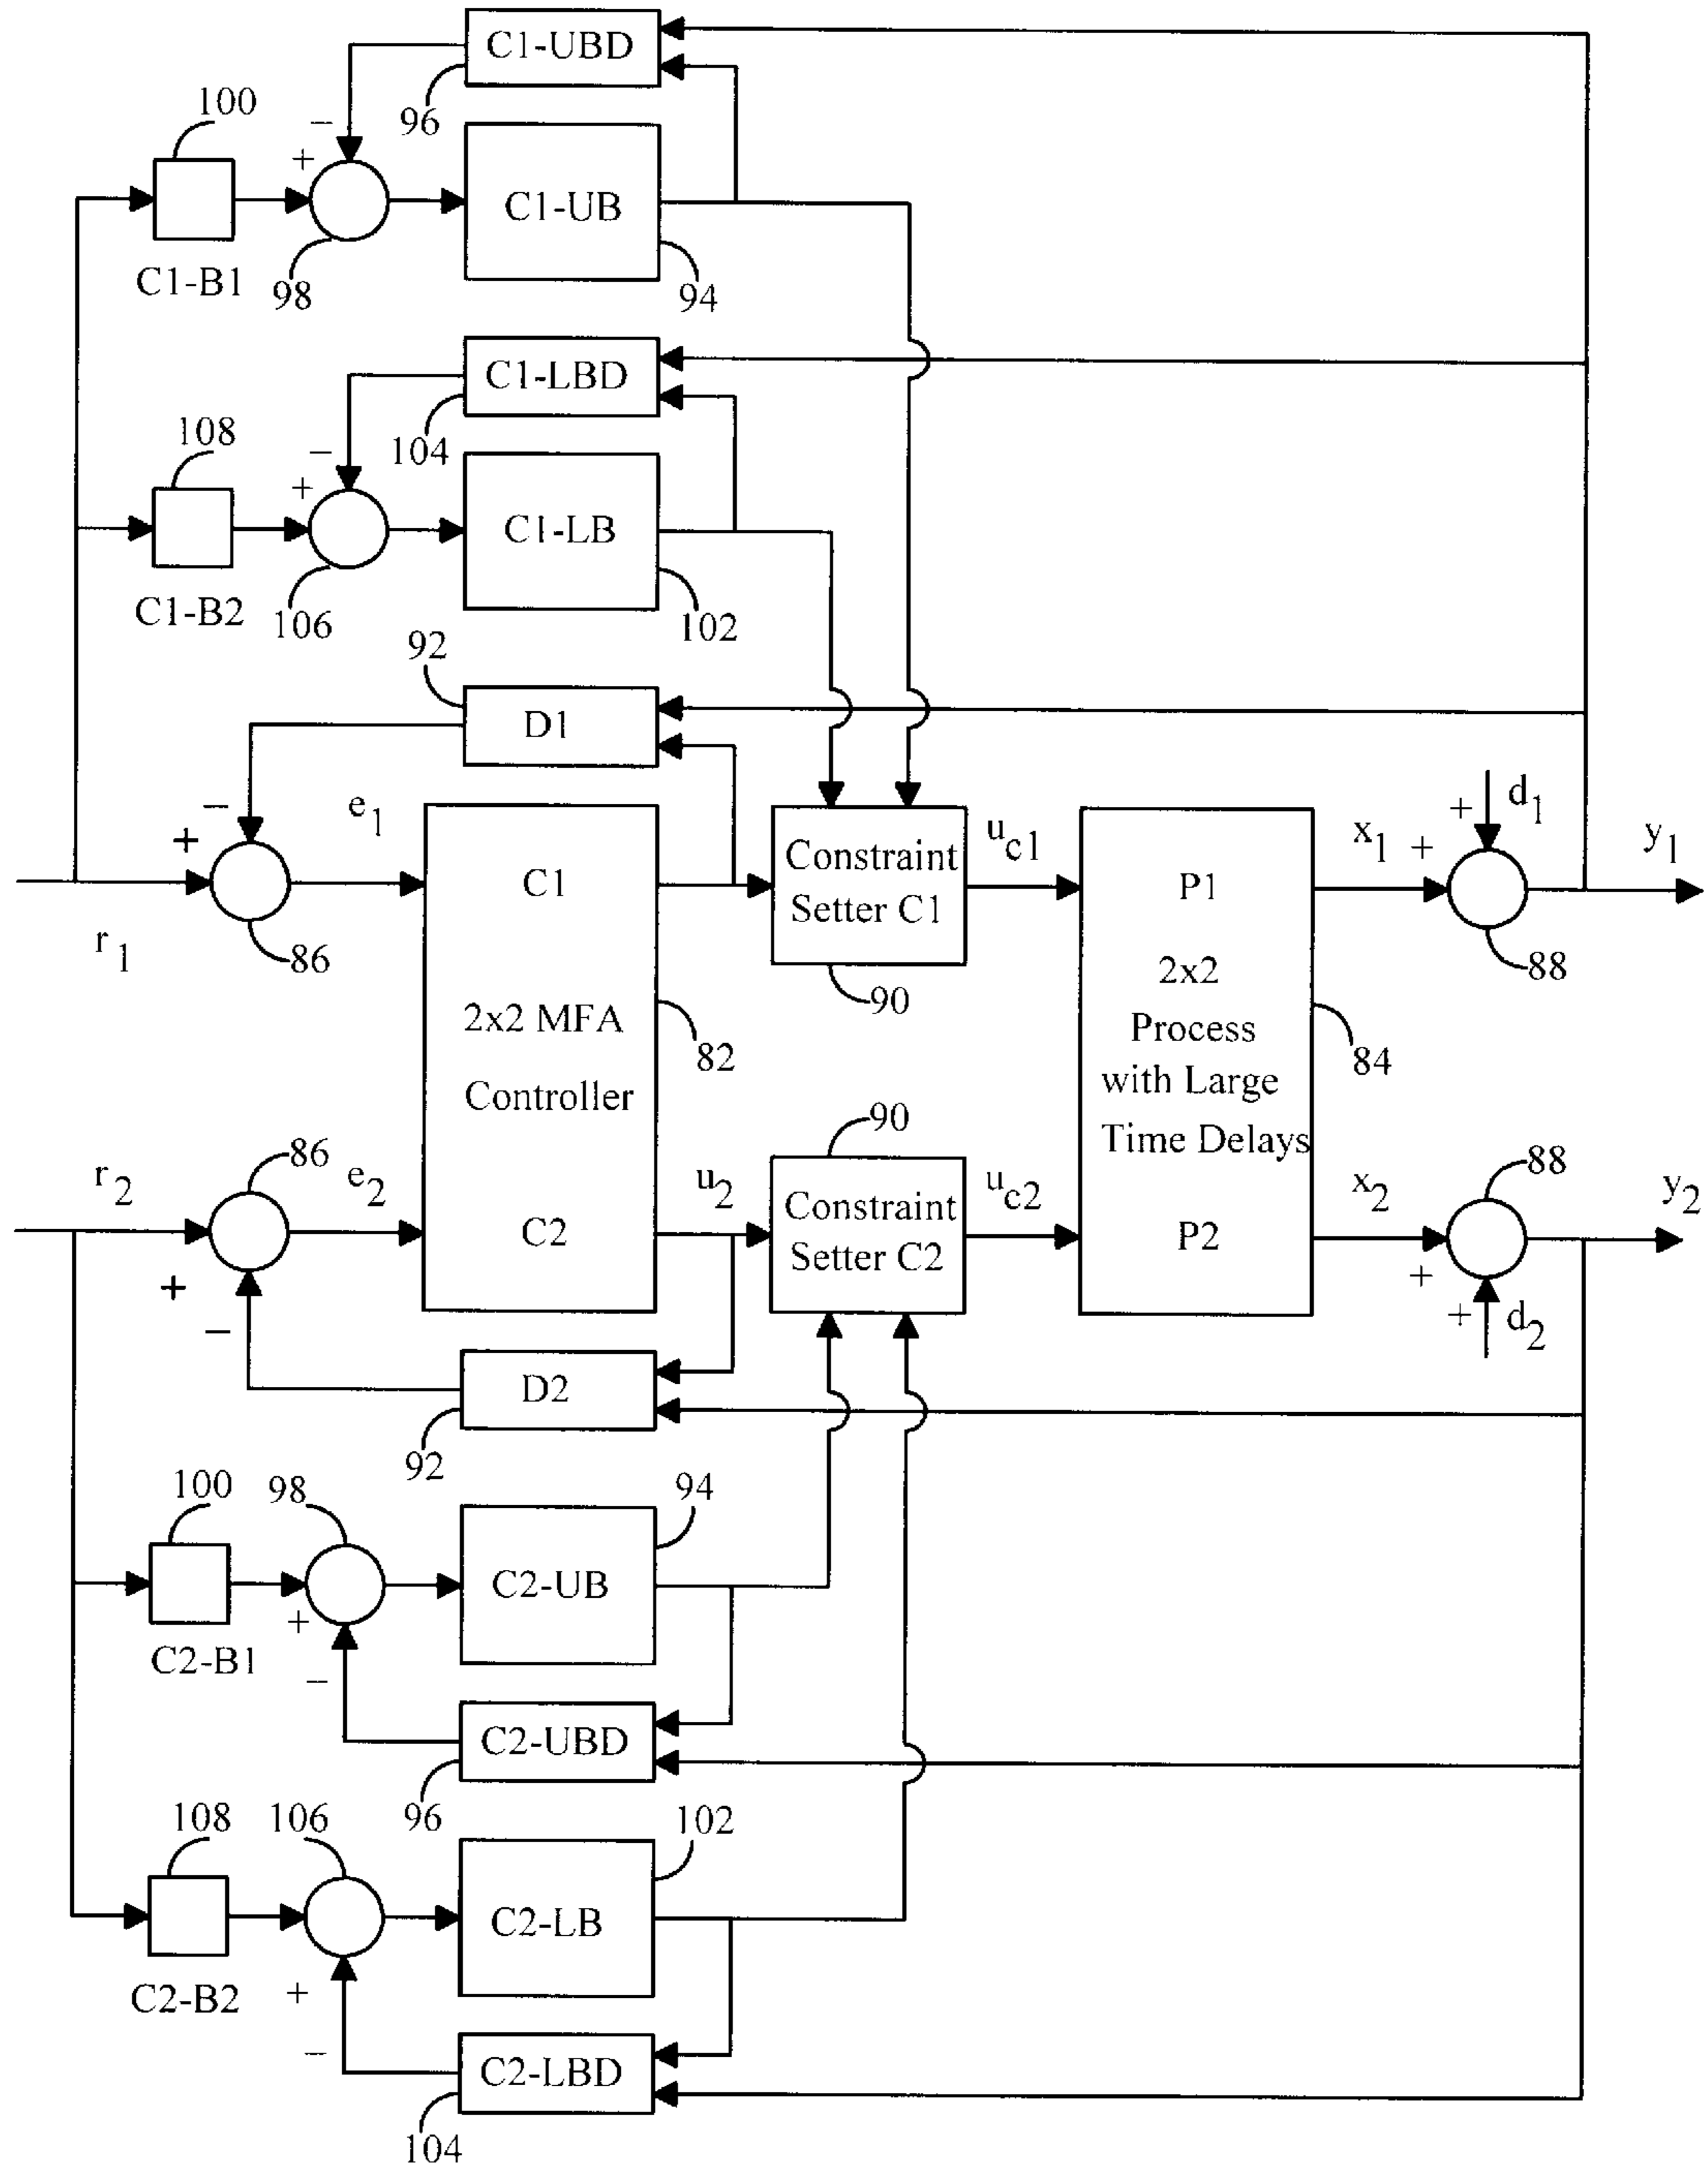 C1-UBD
100
96
−
+
C1-UB
C1-B1
98
94
C1-LBD
108
104
−
+
C1-LB
C1-B2
106
102
92
D1
−
+
e1
r1
86
C1
2x2 MFA
Controller
C2
82
Constraint
Setter C1
90
uc1
P1
2x2
Process
with Large
Time Delays
P2
84
x1
+
+
d1
y1
88
r2
86
e2
+
−
u2
90
Constraint
Setter C2
uc2
x2
88
y2
+
+
d2
D2
92
100
98
94
+
C2-UB
C2-B1
−
C2-UBD
96
108
106
102
C2-LB
C2-B2
+
−
C2-LBD
104